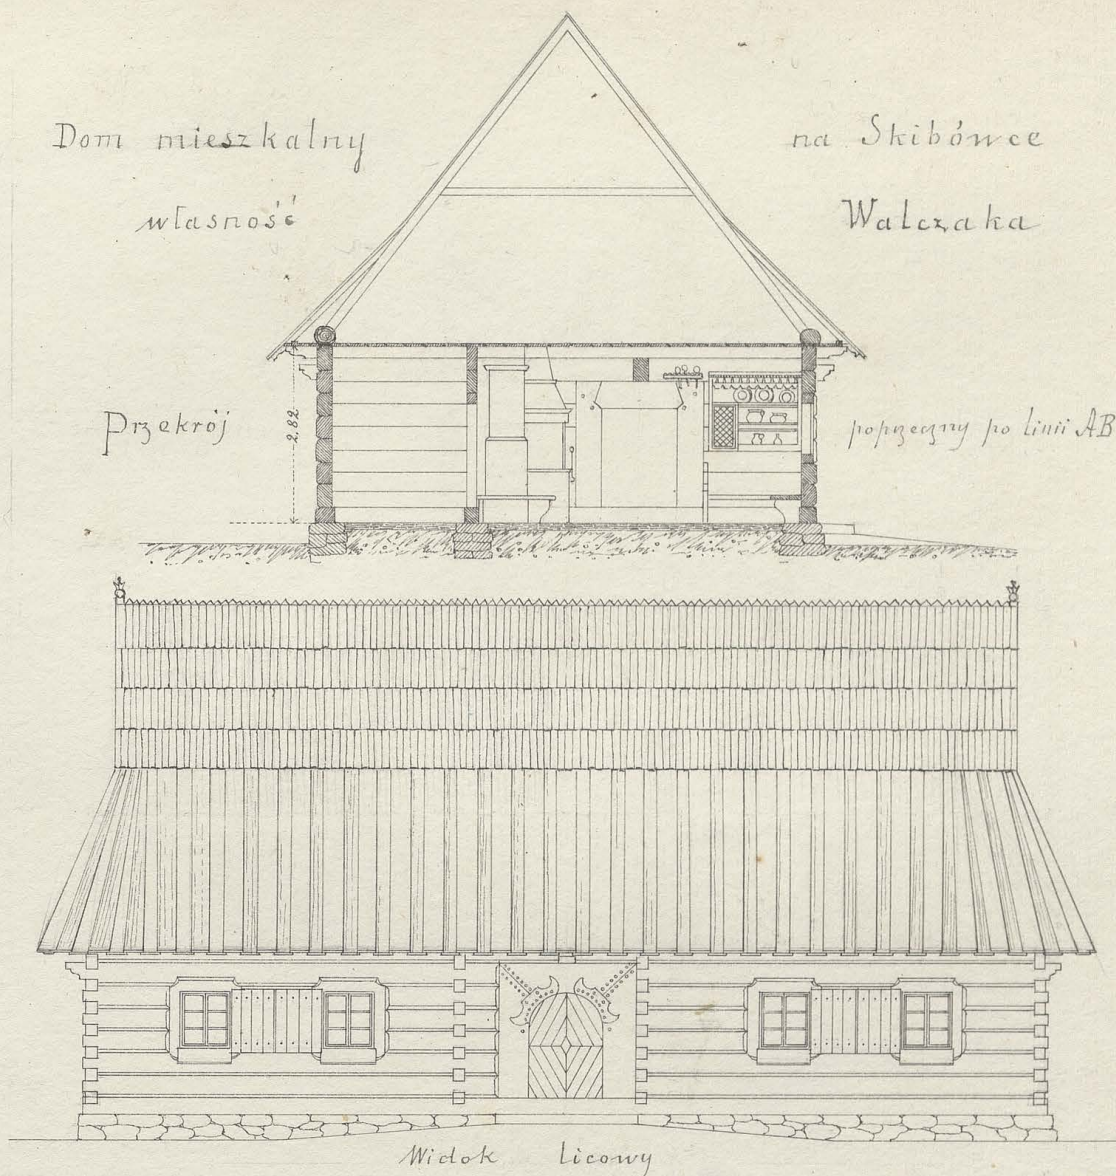 Dom mieszkalny na Skibówce
własność Walczaka
Przekrój poprzeczny po linii AB
2.82
Widok licowy